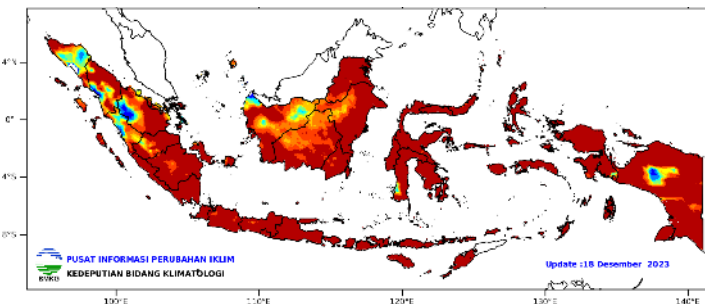 4°N
0°
4°S
8°S
PUSAT INFORMASI PERUBAHAN IKLIM
KEDEPUTIAN BIDANG KLIMATOLOGI
BMKG
Update :18 Desember 2023
100°E
110°E
120°E
130°E
140°E